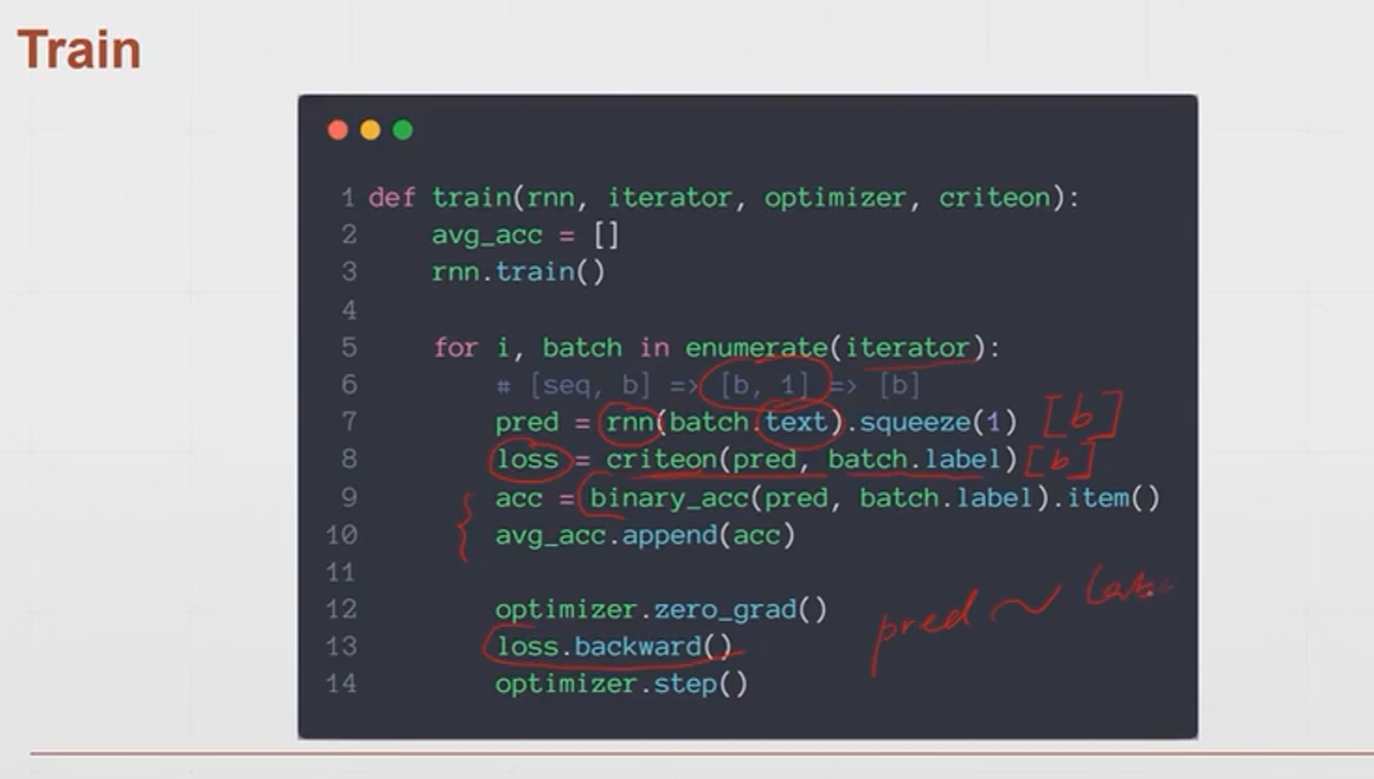 Train
1 def train(rnn, iterator, optimizer, criteon):
2 avg_acc = []
3 rnn.train()
4
5 for i, batch in enumerate(iterator):
6 # [seq, b] => [b, 1] => [b]
7 pred = rnn(batch.text).squeeze(1) [b]
8 loss = criteon(pred, batch.label) [b]
9 acc = binary_acc(pred, batch.label).item()
10 avg_acc.append(acc)
11
12 optimizer.zero_grad()
13 loss.backward()
14 optimizer.step()
pred ~